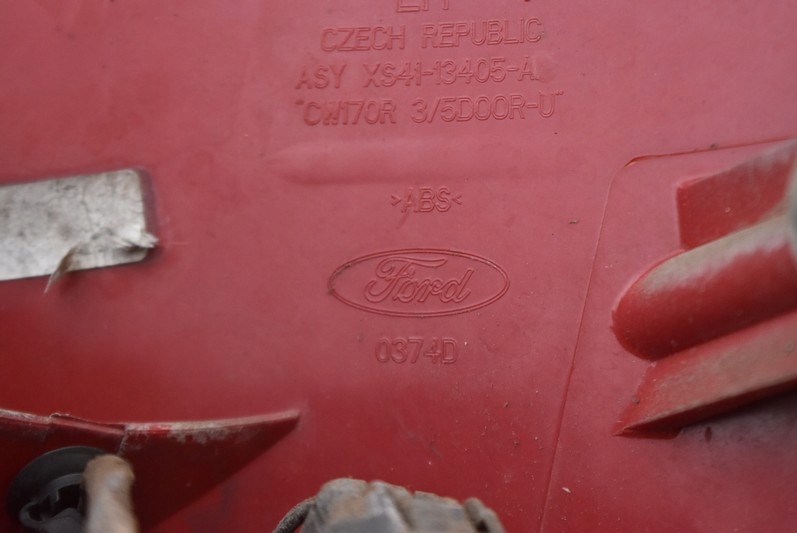 CZECH REPUBLIC
ASY XS41-13405-A
"CW170R 3/5DOOR-U"
>ABS<
Ford
0374D